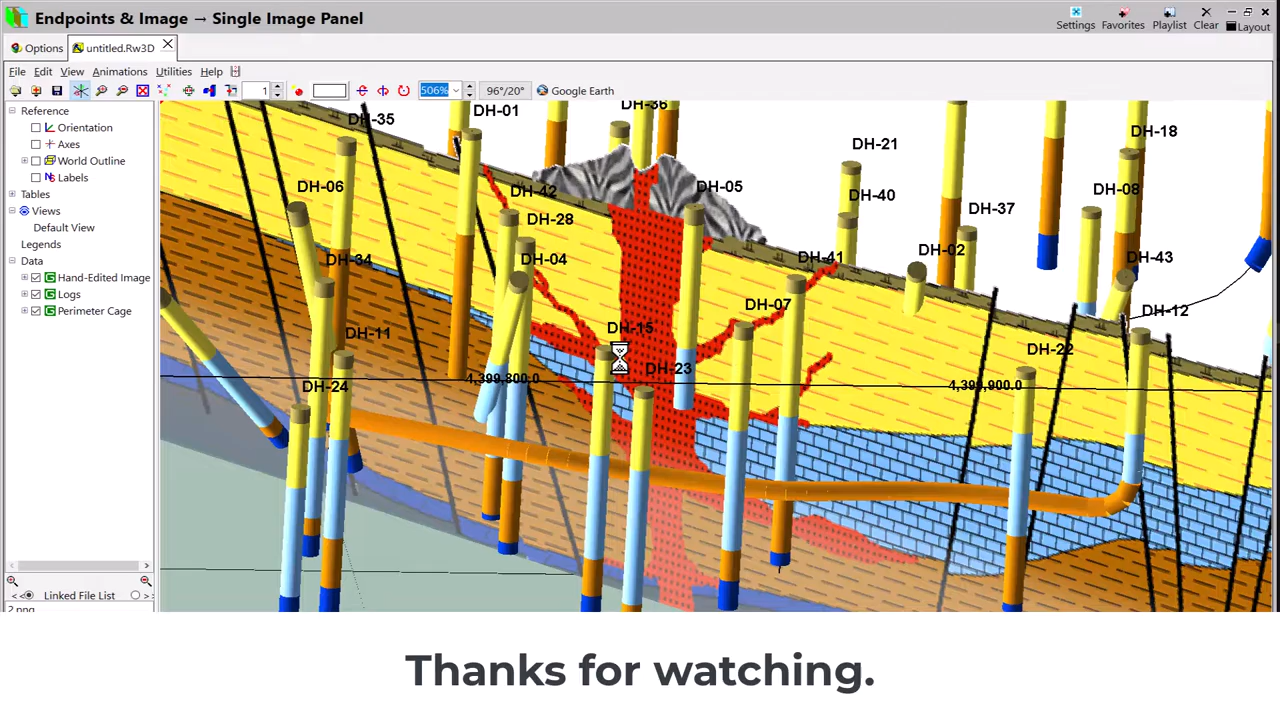 Endpoints & Image → Single Image Panel
Settings Favorites Playlist Clear Layout
Options untitled.Rw3D
File Edit View Animations Utilities Help
1 506% 96°/20° Google Earth
Reference
Orientation
Axes
World Outline
Labels
Tables
Views
Default View
Legends
Data
Hand-Edited Image
Logs
Perimeter Cage
Linked File List
2.png
DH-36
DH-01
DH-35
DH-18
DH-21
DH-06
DH-42
DH-05
DH-08
DH-40
DH-37
DH-28
DH-02
DH-34
DH-04
DH-41
DH-43
DH-07
DH-12
DH-15
DH-11
DH-22
DH-23
DH-24
4,399,800.0
4,399,900.0
Thanks for watching.